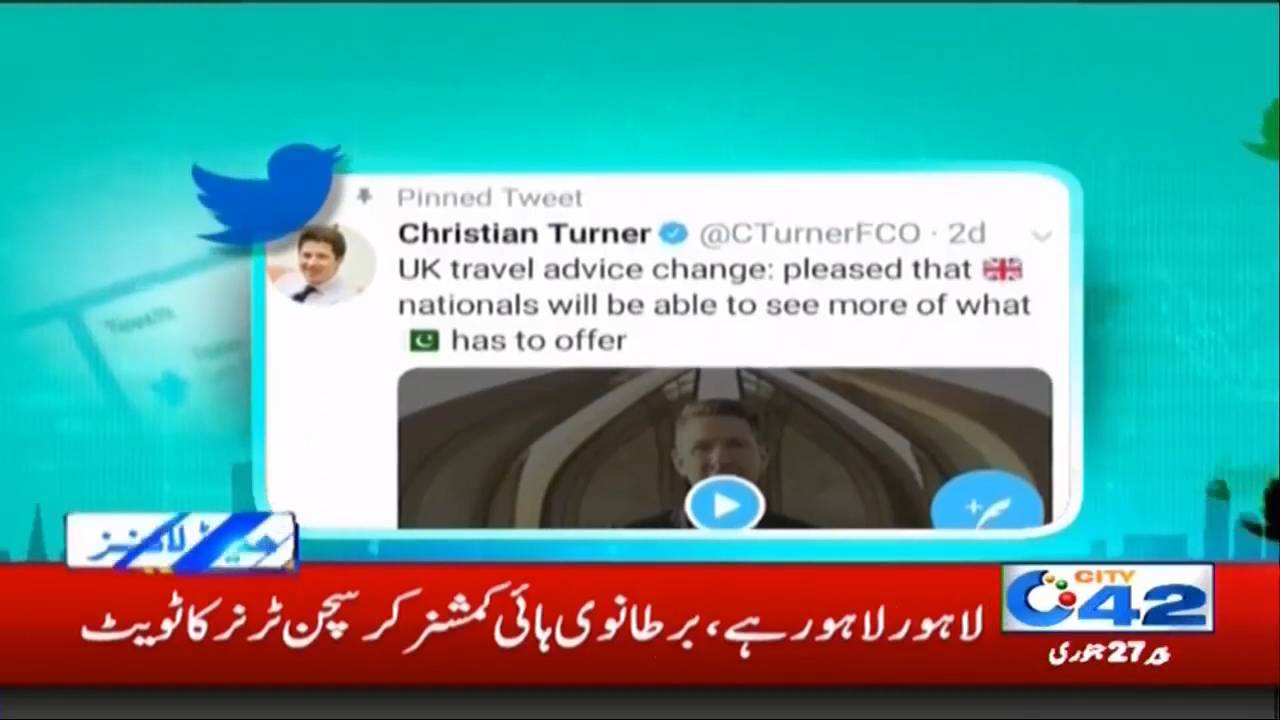 Pinned Tweet
Christian Turner @CTurnerFCO · 2d
UK travel advice change: pleased that 🇬🇧
nationals will be able to see more of what
🇵🇰 has to offer
ہیڈ لائنز
لاہور لاہور ہے، برطانوی ہائی کمشنر کرسچن ٹرنر کا ٹویٹ
CITY
42
27 جنوری